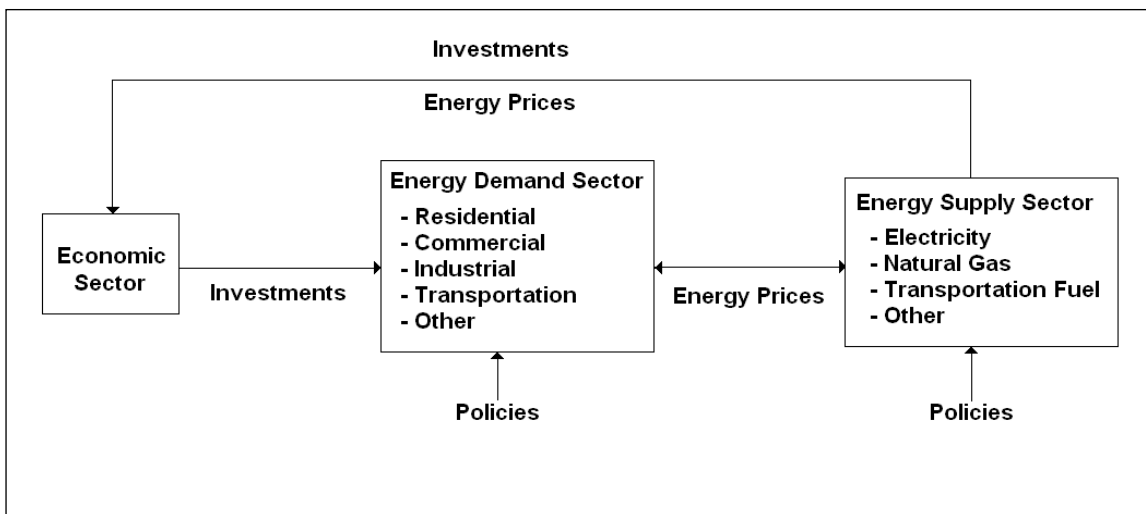 Investments
Energy Prices
Energy Demand Sector
- Residential
- Commercial
- Industrial
- Transportation
- Other
Energy Supply Sector
- Electricity
- Natural Gas
- Transportation Fuel
- Other
Economic
Sector
Investments
Energy Prices
Policies
Policies